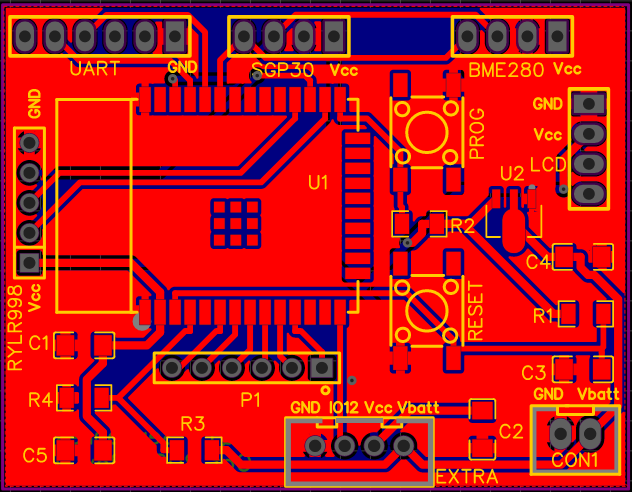 UART
GND
SGP30
Vcc
BME280
Vcc
GND
GND
Vcc
LCD
PROG
U1
U2
R2
C4
RYLR998
Vcc
RESET
R1
C1
C3
R4
P1
GND
Vbatt
GND IO12 Vcc Vbatt
R3
C2
C5
CON1
EXTRA